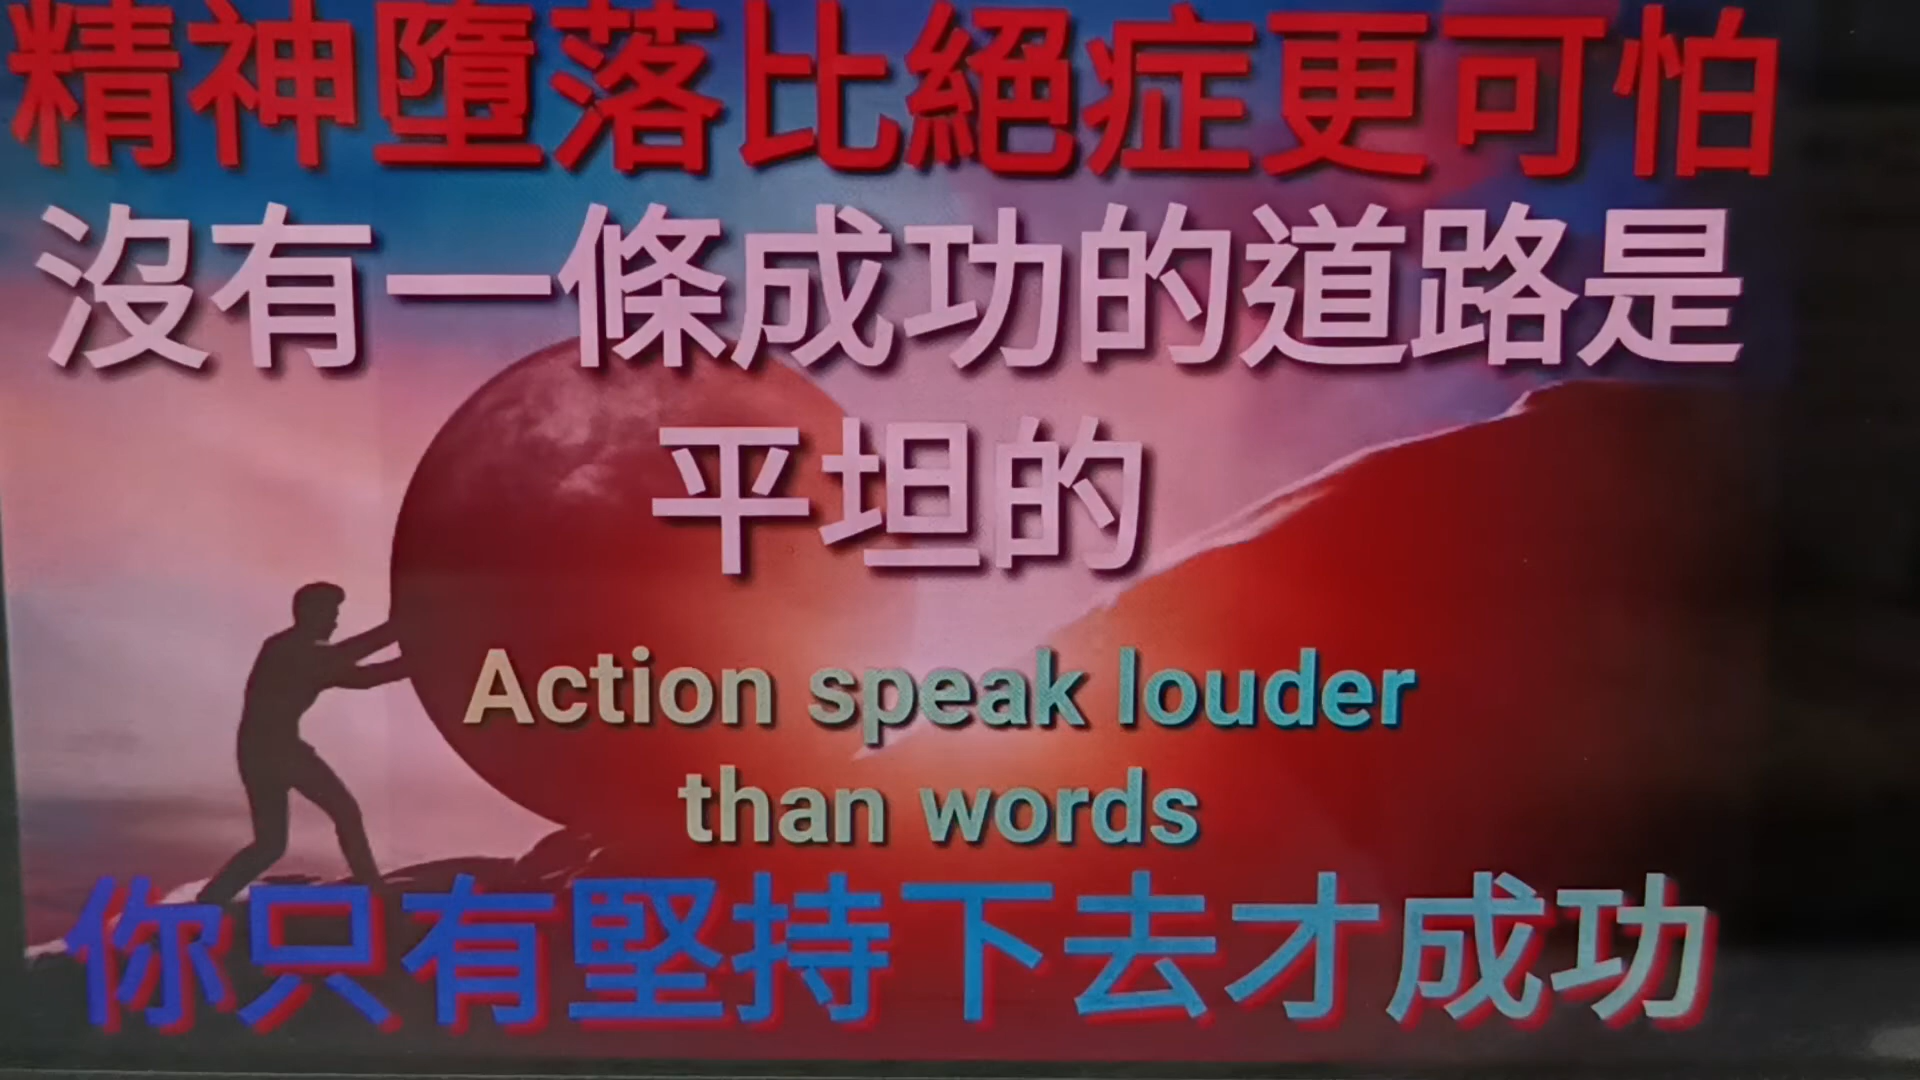 精神墮落比絕症更可怕
沒有一條成功的道路是
平坦的
Action speak louder
than words
你只有堅持下去才成功